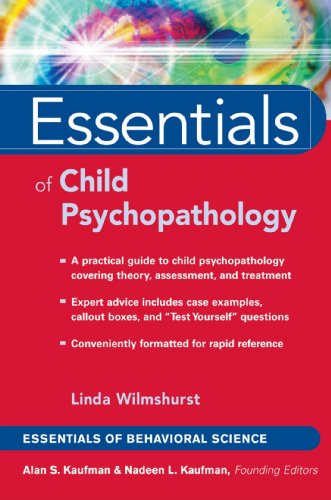 Essentials
of Child
Psychopathology
A practical guide to child psychopathology
covering theory, assessment, and treatment
Expert advice includes case examples,
callout boxes, and “Test Yourself” questions
Conveniently formatted for rapid reference
Linda Wilmshurst
ESSENTIALS OF BEHAVIORAL SCIENCE
Alan S. Kaufman & Nadeen L. Kaufman, Founding Editors